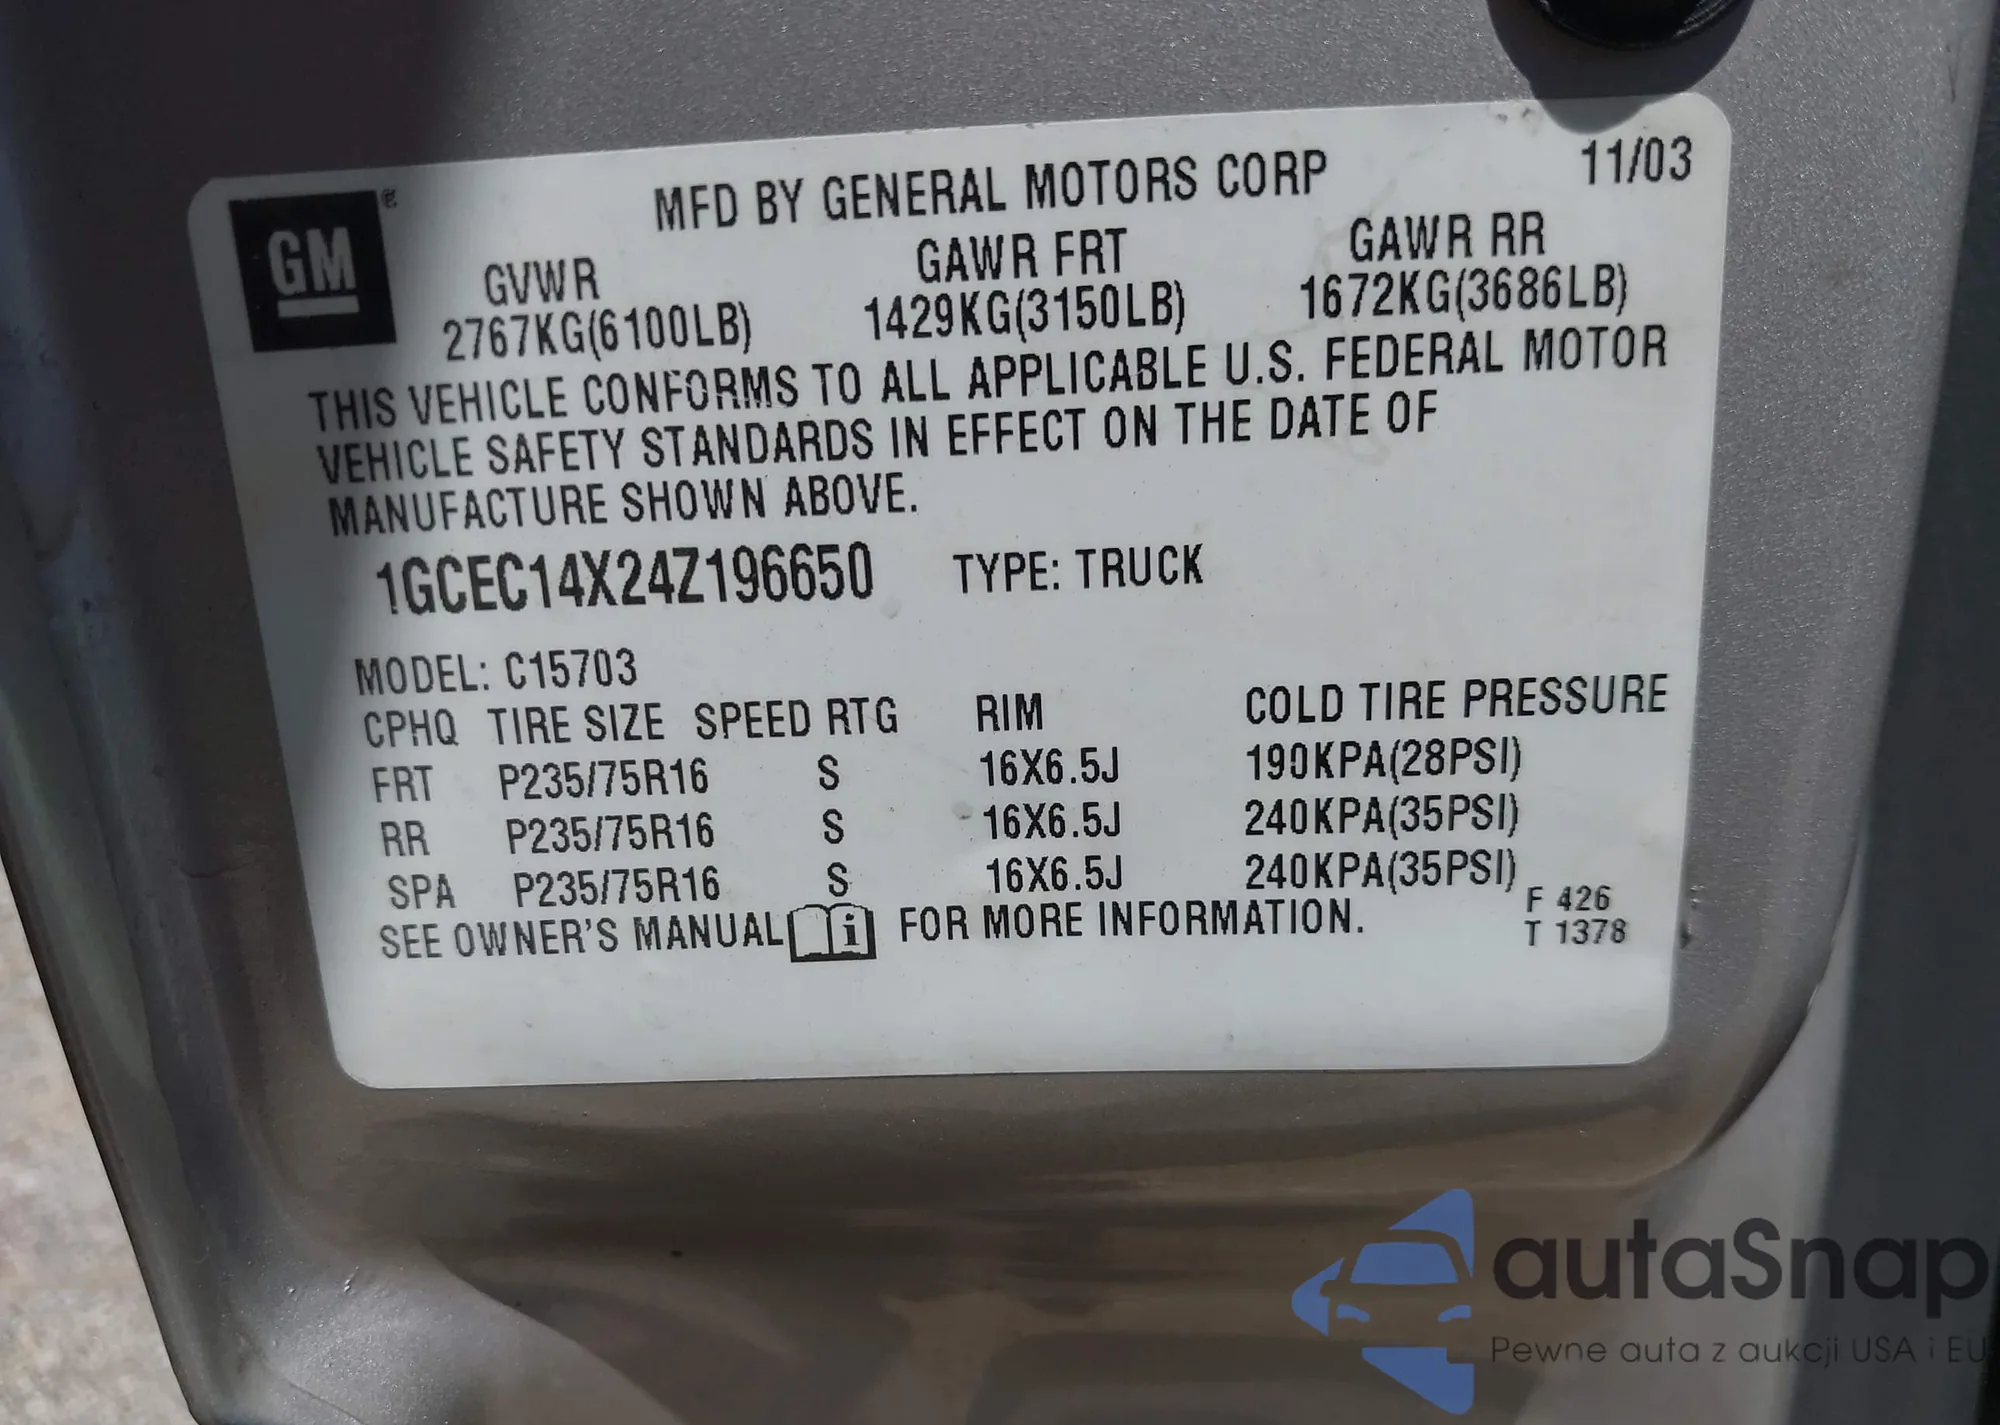 GM®
MFD BY GENERAL MOTORS CORP 11/03
GVWR GAWR FRT GAWR RR
2767KG(6100LB) 1429KG(3150LB) 1672KG(3686LB)
THIS VEHICLE CONFORMS TO ALL APPLICABLE U.S. FEDERAL MOTOR
VEHICLE SAFETY STANDARDS IN EFFECT ON THE DATE OF
MANUFACTURE SHOWN ABOVE.
1GCEC14X24Z196650 TYPE: TRUCK
MODEL: C15703
CPHQ TIRE SIZE SPEED RTG RIM COLD TIRE PRESSURE
FRT P235/75R16 S 16X6.5J 190KPA(28PSI)
RR P235/75R16 S 16X6.5J 240KPA(35PSI)
SPA P235/75R16 S 16X6.5J 240KPA(35PSI)
SEE OWNER'S MANUAL i FOR MORE INFORMATION.
F 426
T 1378
autaSnap
Pewne auta z aukcji USA i EU